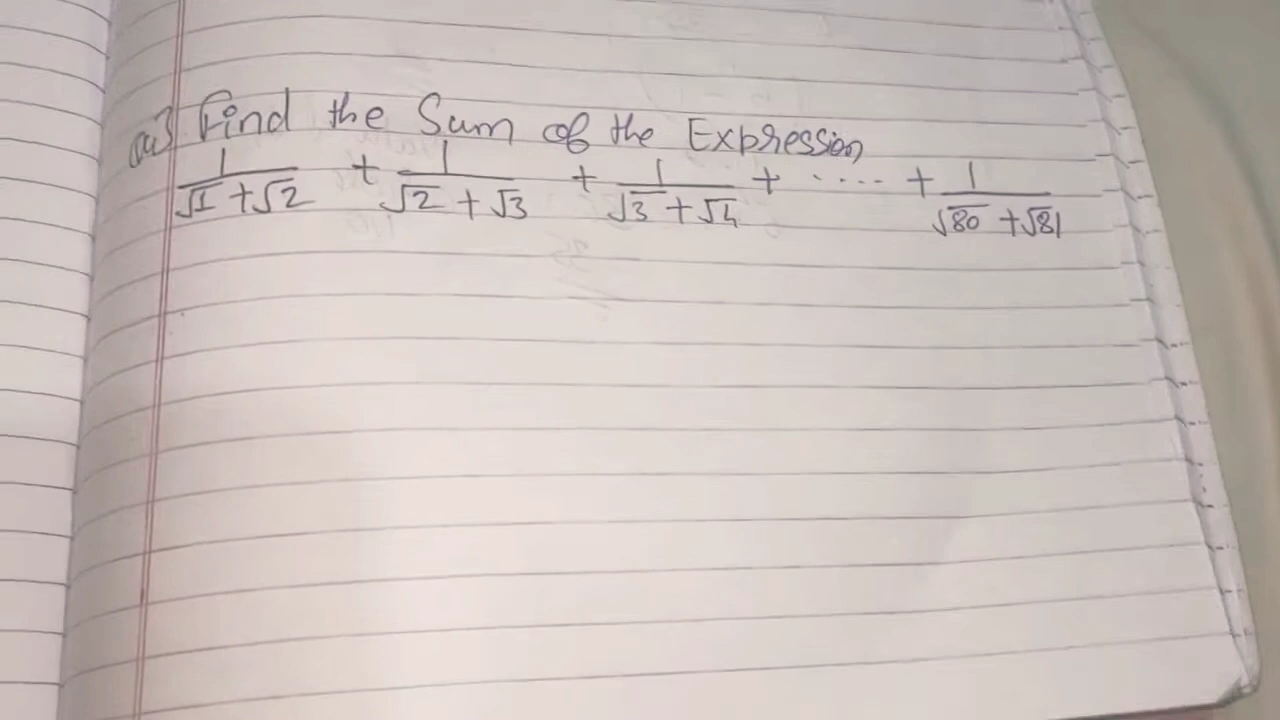 Find the Sum of the Expression
1/(√1 + √2) + 1/(√2 + √3) + 1/(√3 + √4) + ..... + 1/(√80 + √81)